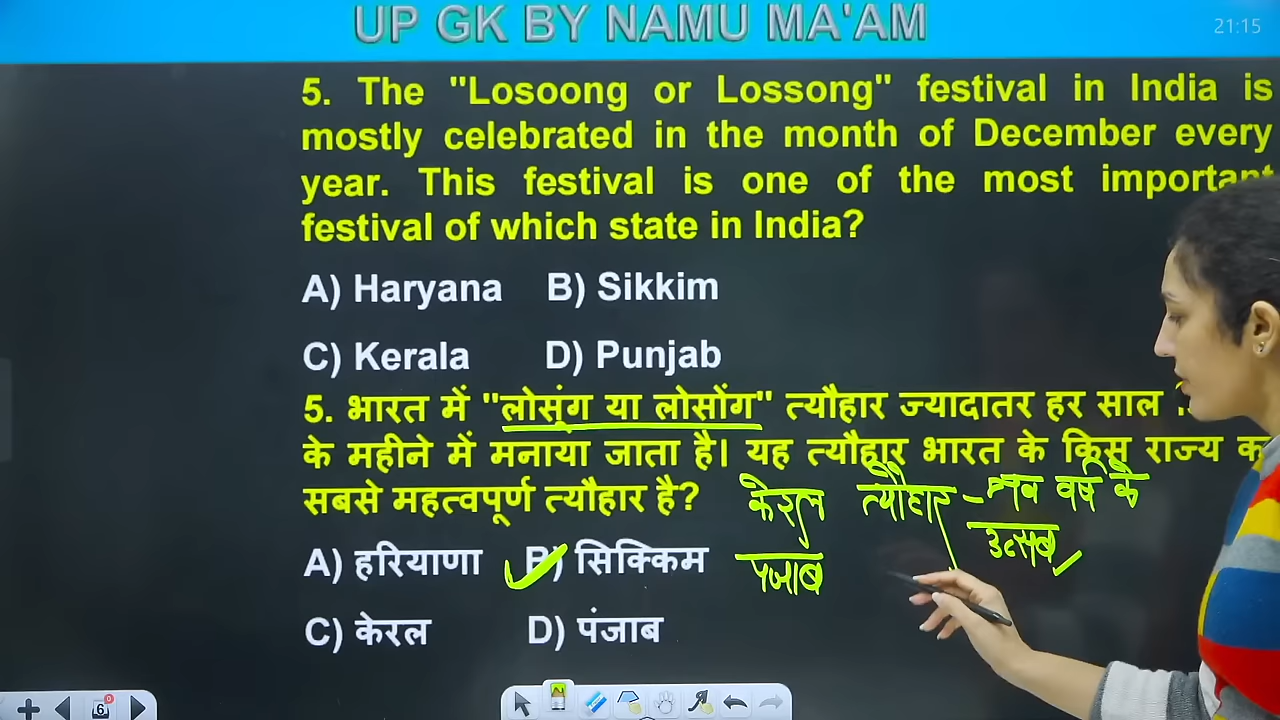 UP GK BY NAMU MA'AM
21:15
5. The "Losoong or Lossong" festival in India is
mostly celebrated in the month of December every
year. This festival is one of the most important
festival of which state in India?
A) Haryana B) Sikkim
C) Kerala D) Punjab
5. भारत में "लोसूंग या लोसोंग" त्यौहार ज्यादातर हर साल
के महीने में मनाया जाता है। यह त्यौहार भारत के किस राज्य का
सबसे महत्वपूर्ण त्यौहार है?
केरल त्यौहार - नव वर्ष के
उत्सव
पंजाब
A) हरियाणा B) सिक्किम
C) केरल D) पंजाब
6
0